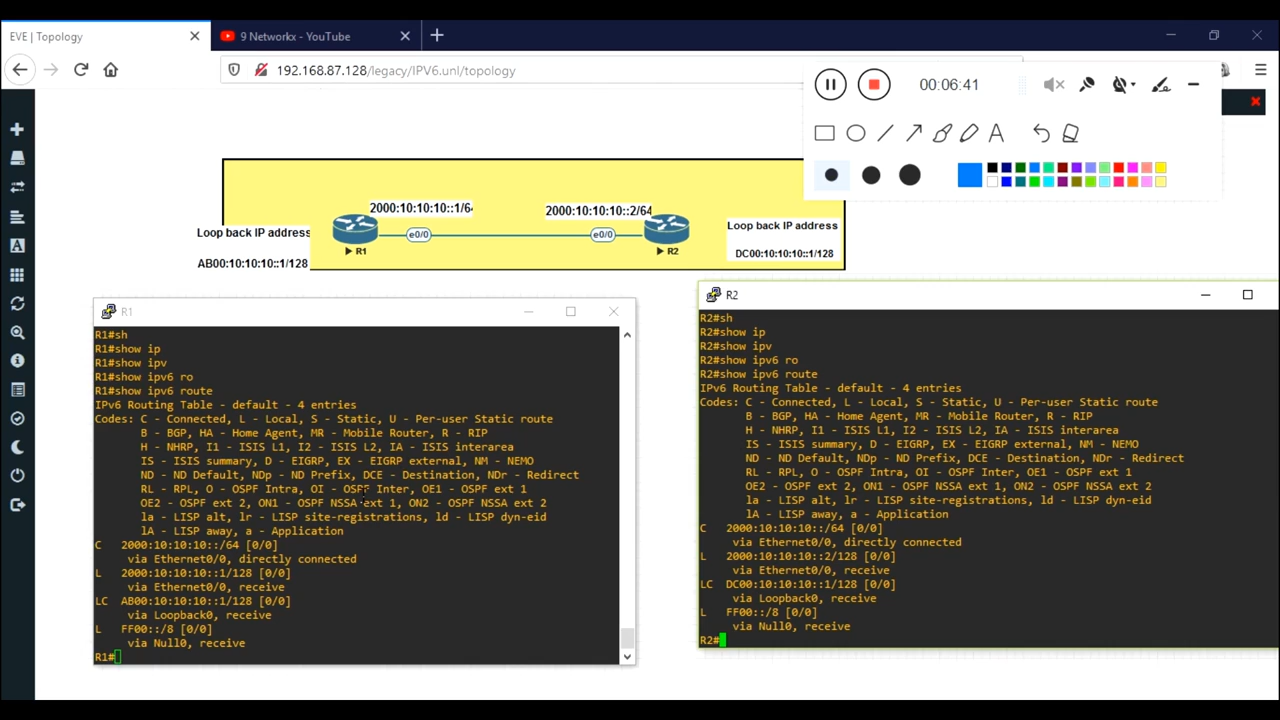 EVE | Topology
9 Networkx - YouTube
192.168.87.128/legacy/IPV6.unl/topology
00:06:41
A
2000:10:10:10::1/64
2000:10:10:10::2/64
Loop back IP address
AB00:10:10:10::1/128
e0/0
e0/0
R1
R2
Loop back IP address
DC00:10:10:10::1/128
R1
R1#sh
R1#show ip
R1#show ipv
R1#show ipv6 ro
R1#show ipv6 route
IPv6 Routing Table - default - 4 entries
Codes: C - Connected, L - Local, S - Static, U - Per-user Static route
B - BGP, HA - Home Agent, MR - Mobile Router, R - RIP
H - NHRP, I1 - ISIS L1, I2 - ISIS L2, IA - ISIS interarea
IS - ISIS summary, D - EIGRP, EX - EIGRP external, NM - NEMO
ND - ND Default, NDp - ND Prefix, DCE - Destination, NDr - Redirect
RL - RPL, O - OSPF Intra, OI - OSPF Inter, OE1 - OSPF ext 1
OE2 - OSPF ext 2, ON1 - OSPF NSSA ext 1, ON2 - OSPF NSSA ext 2
la - LISP alt, lr - LISP site-registrations, ld - LISP dyn-eid
lA - LISP away, a - Application
C 2000:10:10:10::/64 [0/0]
via Ethernet0/0, directly connected
L 2000:10:10:10::1/128 [0/0]
via Ethernet0/0, receive
LC AB00:10:10:10::1/128 [0/0]
via Loopback0, receive
L FF00::/8 [0/0]
via Null0, receive
R1#
R2
R2#sh
R2#show ip
R2#show ipv
R2#show ipv6 ro
R2#show ipv6 route
IPv6 Routing Table - default - 4 entries
Codes: C - Connected, L - Local, S - Static, U - Per-user Static route
B - BGP, HA - Home Agent, MR - Mobile Router, R - RIP
H - NHRP, I1 - ISIS L1, I2 - ISIS L2, IA - ISIS interarea
IS - ISIS summary, D - EIGRP, EX - EIGRP external, NM - NEMO
ND - ND Default, NDp - ND Prefix, DCE - Destination, NDr - Redirect
RL - RPL, O - OSPF Intra, OI - OSPF Inter, OE1 - OSPF ext 1
OE2 - OSPF ext 2, ON1 - OSPF NSSA ext 1, ON2 - OSPF NSSA ext 2
la - LISP alt, lr - LISP site-registrations, ld - LISP dyn-eid
lA - LISP away, a - Application
C 2000:10:10:10::/64 [0/0]
via Ethernet0/0, directly connected
L 2000:10:10:10::2/128 [0/0]
via Ethernet0/0, receive
LC DC00:10:10:10::1/128 [0/0]
via Loopback0, receive
L FF00::/8 [0/0]
via Null0, receive
R2#